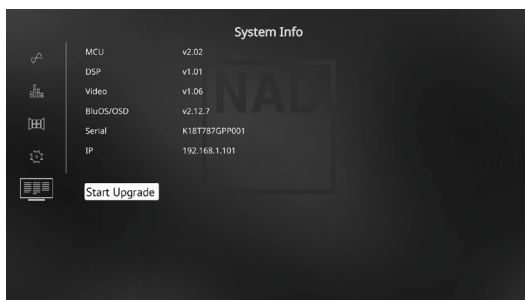 System Info
MCU v2.02
DSP v1.01
Video v1.06
BluOS/OSD v2.12.7
Serial K18T787GPP001
IP 192.168.1.101
Start Upgrade
NAD